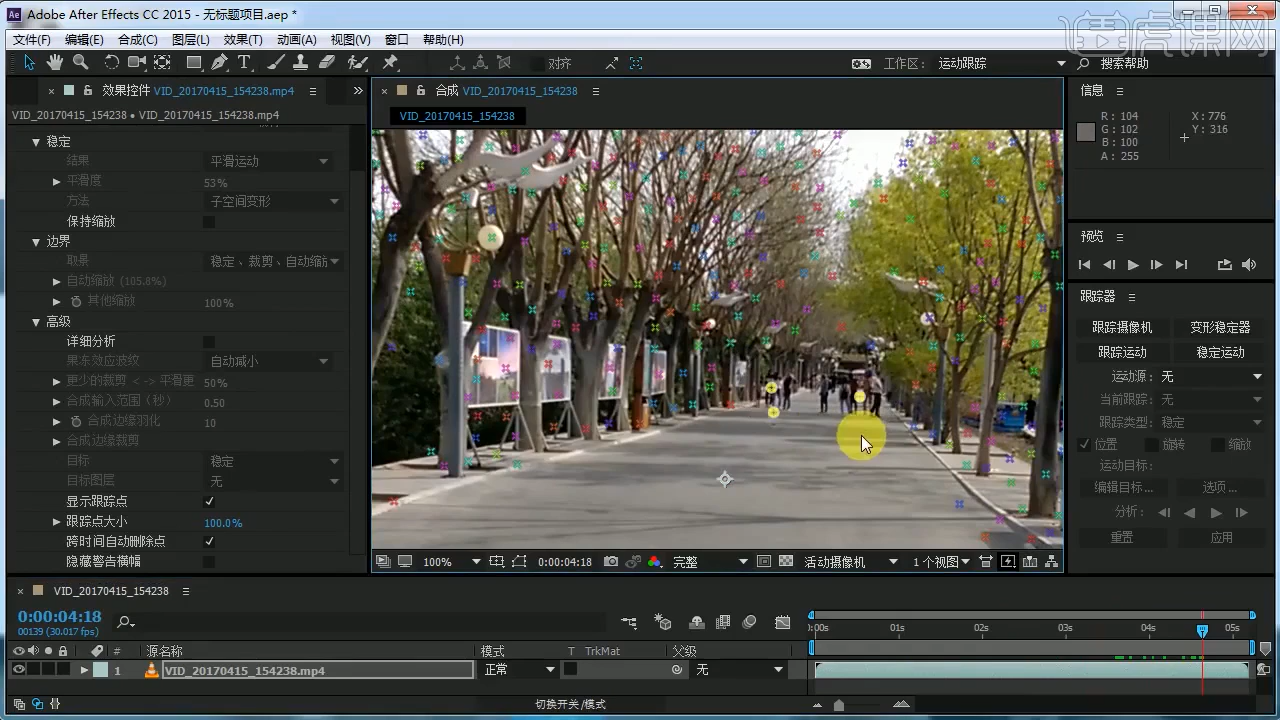 Adobe After Effects CC 2015 - 无标题项目.aep *
虎课网
文件(F) 编辑(E) 合成(C) 图层(L) 效果(T) 动画(A) 视图(V) 窗口 帮助(H)
对齐 工作区: 运动跟踪 搜索帮助
效果控件 VID_20170415_154238.mp4
VID_20170415_154238 • VID_20170415_154238.mp4
稳定
结果 平滑运动
平滑度 53%
方法 子空间变形
保持缩放
边界
取景 稳定、裁剪、自动缩放
自动缩放 (105.8%)
其他缩放 100%
高级
详细分析
果冻效应波纹 自动减小
更少的裁剪 <-> 平滑更 50%
合成输入范围（秒） 0.50
合成边缘羽化 10
合成边缘裁剪
目标 稳定
目标图层 无
显示跟踪点
跟踪点大小 100.0%
跨时间自动删除点
隐藏警告横幅
合成 VID_20170415_154238
VID_20170415_154238
100% 0:00:04:18 完整 活动摄像机 1 个视图
信息
R: 104 X: 776
G: 102 Y: 316
B: 100
A: 255
预览
跟踪器
跟踪摄像机 变形稳定器
跟踪运动 稳定运动
运动源: 无
当前跟踪: 无
跟踪类型: 稳定
位置 旋转 缩放
运动目标:
编辑目标... 选项...
分析:
重置 应用
VID_20170415_154238
0:00:04:18
00139 (30.017 fps)
:00s 01s 02s 03s 04s 05s
# 源名称 模式 T TrkMat 父级
1 VID_20170415_154238.mp4 正常 无
切换开关/模式